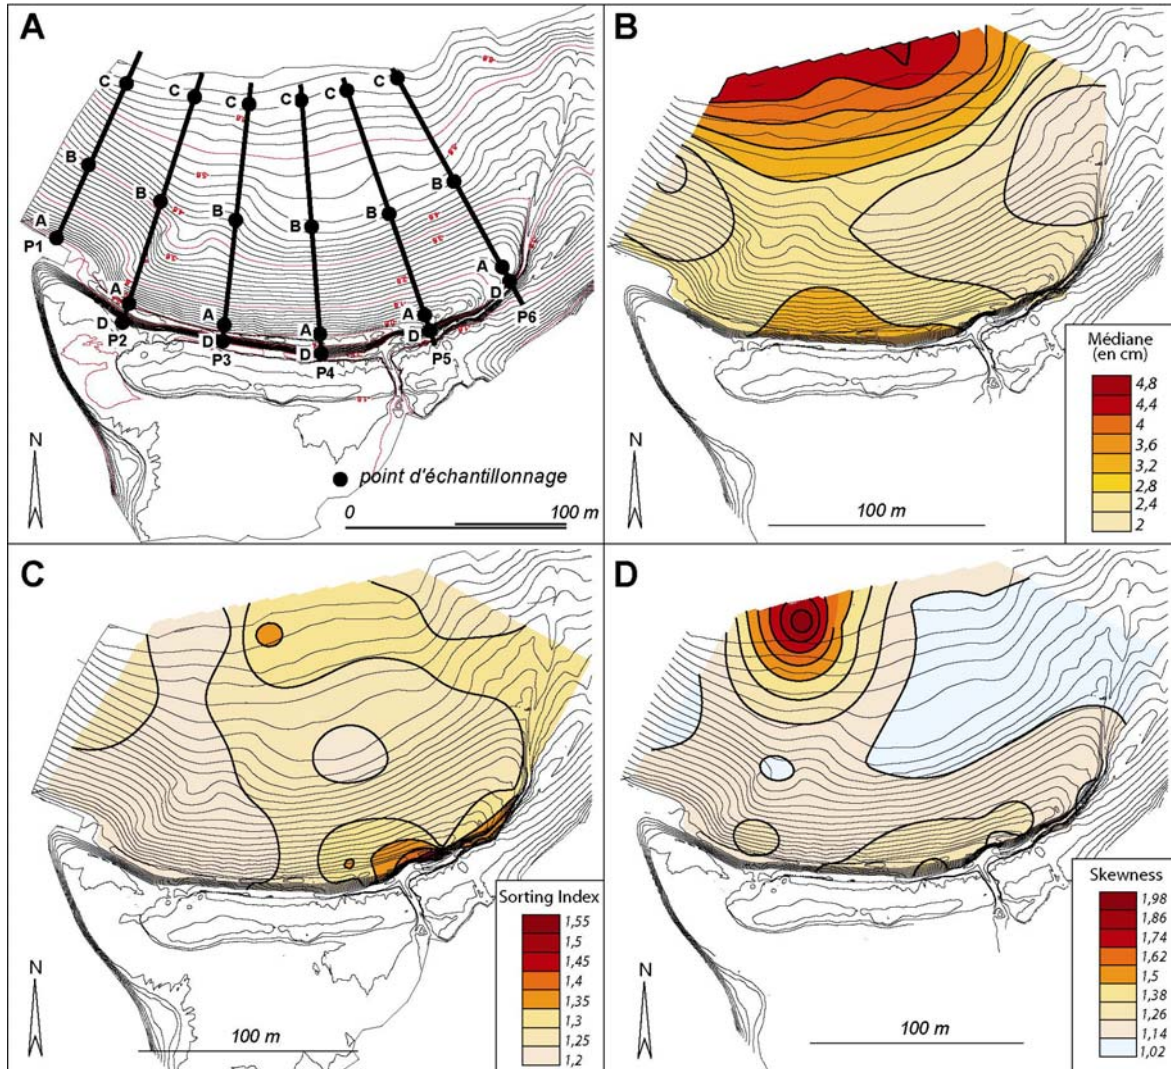 A
C
C
C
C
C
C
B
B
B
B
B
B
A
P1
A
D
P2
A
D
P3
A
D
P4
A
D
P5
A
D
P6
N
point d'échantillonnage
0 100 m
B
N
100 m
Médiane
(en cm)
4,8
4,4
4
3,6
3,2
2,8
2,4
2
C
N
100 m
Sorting Index
1,55
1,5
1,45
1,4
1,35
1,3
1,25
1,2
D
N
100 m
Skewness
1,98
1,86
1,74
1,62
1,5
1,38
1,26
1,14
1,02